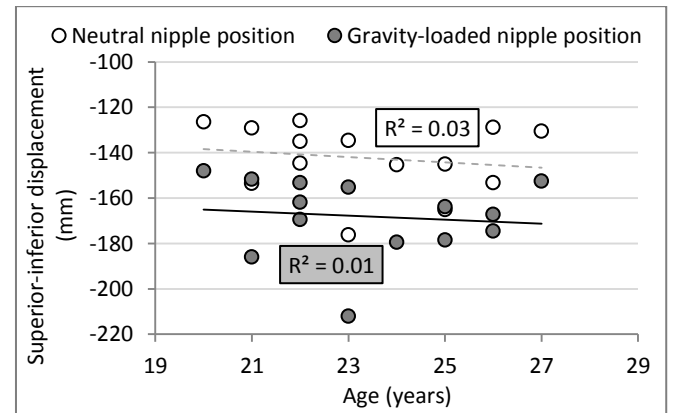 Neutral nipple position
Gravity-loaded nipple position
Superior-inferior displacement
(mm)
-100
-120
-140
-160
-180
-200
-220
R² = 0.03
R² = 0.01
19
21
23
25
27
29
Age (years)